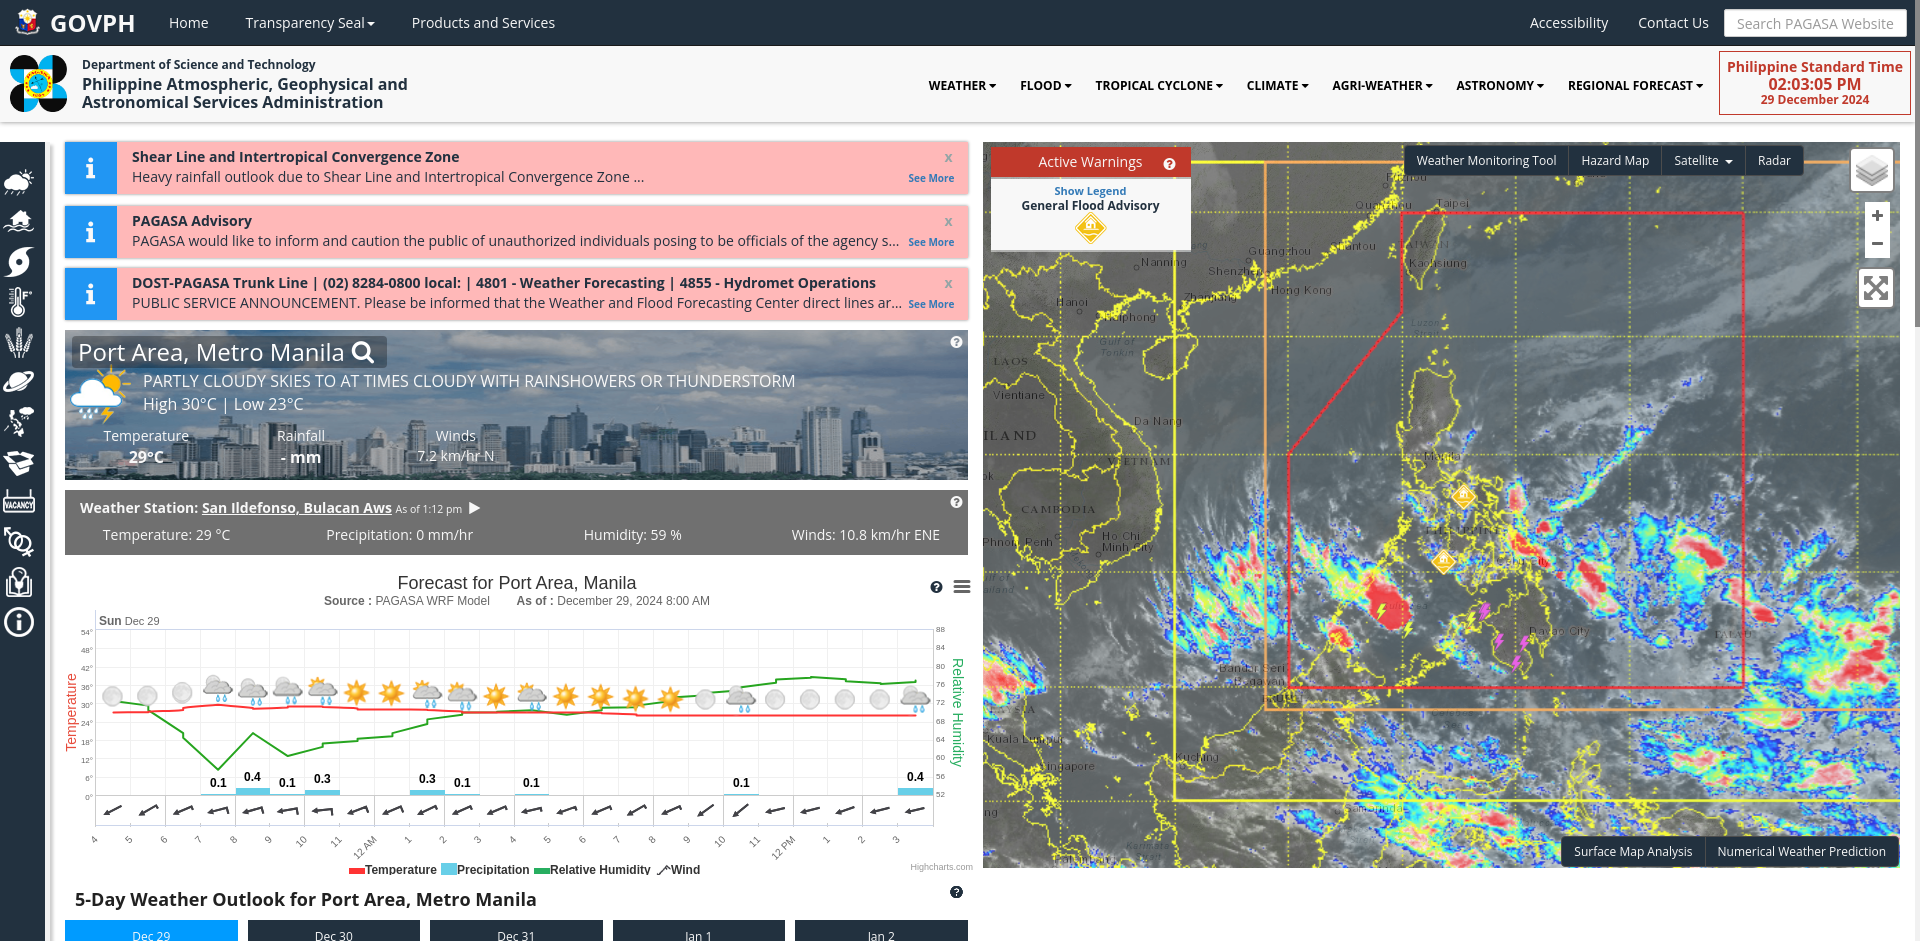 GOVPH
Home
Transparency Seal
Products and Services
Accessibility
Contact Us
Search PAGASA Website
Department of Science and Technology
Philippine Atmospheric, Geophysical and
Astronomical Services Administration
WEATHER
FLOOD
TROPICAL CYCLONE
CLIMATE
AGRI-WEATHER
ASTRONOMY
REGIONAL FORECAST
Philippine Standard Time
02:03:05 PM
29 December 2024
VACANCY
Shear Line and Intertropical Convergence Zone
x
Heavy rainfall outlook due to Shear Line and Intertropical Convergence Zone ...
See More
PAGASA Advisory
x
PAGASA would like to inform and caution the public of unauthorized individuals posing to be officials of the agency s...
See More
DOST-PAGASA Trunk Line | (02) 8284-0800 local: | 4801 - Weather Forecasting | 4855 - Hydromet Operations
x
PUBLIC SERVICE ANNOUNCEMENT. Please be informed that the Weather and Flood Forecasting Center direct lines ar...
See More
Port Area, Metro Manila
PARTLY CLOUDY SKIES TO AT TIMES CLOUDY WITH RAINSHOWERS OR THUNDERSTORM
High 30°C | Low 23°C
Temperature
29°C
Rainfall
- mm
Winds
7.2 km/hr N
Weather Station: San Ildefonso, Bulacan Aws As of 1:12 pm
Temperature: 29 °C
Precipitation: 0 mm/hr
Humidity: 59 %
Winds: 10.8 km/hr ENE
Forecast for Port Area, Manila
Source : PAGASA WRF Model As of : December 29, 2024 8:00 AM
Sun Dec 29
Temperature
54°
48°
42°
36°
30°
24°
18°
12°
6°
0°
88
84
80
76
72
68
64
60
56
52
Relative Humidity
0.1
0.4
0.1
0.3
0.3
0.1
0.1
0.1
0.4
4
5
6
7
8
9
10
11
12 AM
1
2
3
4
5
6
7
8
9
10
11
12 PM
1
2
3
Temperature
Precipitation
Relative Humidity
Wind
Highcharts.com
5-Day Weather Outlook for Port Area, Metro Manila
Dec 29
Dec 30
Dec 31
Jan 1
Jan 2
Active Warnings
Show Legend
General Flood Advisory
Weather Monitoring Tool
Hazard Map
Satellite
Radar
+
−
Taipei
TAIWAN
Kaohsiung
Guangzhou
Shantou
Nanning
Shenzhen
Hong Kong
Zhanjiang
Hanoi
Haiphong
Gulf of
Tonkin
Luzon
LAOS
Vientiane
Da Nang
VIETNAM
CAMBODIA
Phnom Penh
Ho Chi
Minh City
Manila
Davao City
PALAU
Bandar Seri
Begawan
Kuala Lumpur
Kuching
Singapore
Samarinda
Surface Map Analysis
Numerical Weather Prediction